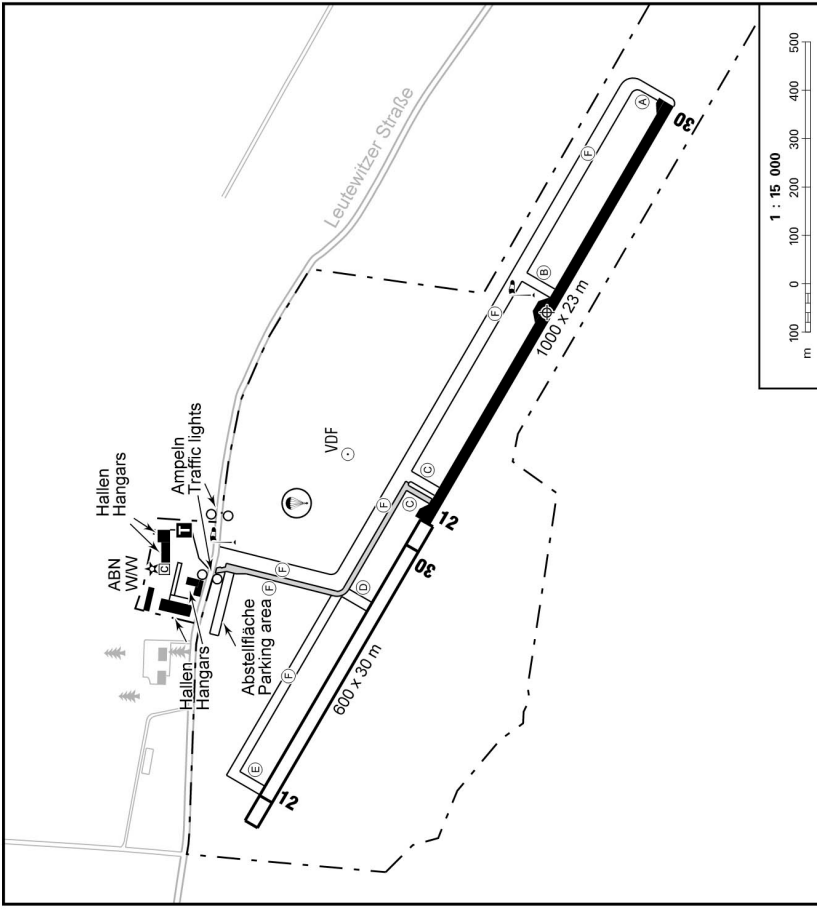 Leutewitzer Straße
Hallen
Hangars
Ampeln
Traffic lights
ABN
W/W
C
T
VDF
Hallen
Hangars
Abstellfläche
Parking area
F
F
F
F
F
F
A
B
C
C
D
E
30
12
30
12
1000 x 23 m
600 x 30 m
1 : 15 000
m 100 0 100 200 300 400 500